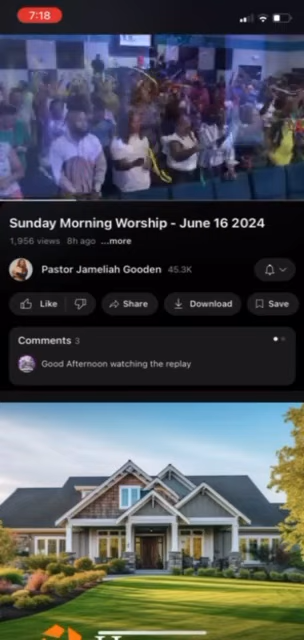 7:18
Sunday Morning Worship - June 16 2024
1,956 views 8h ago ...more
Pastor Jameliah Gooden 45.3K
Like Share Download Save
Comments 3
Good Afternoon watching the replay